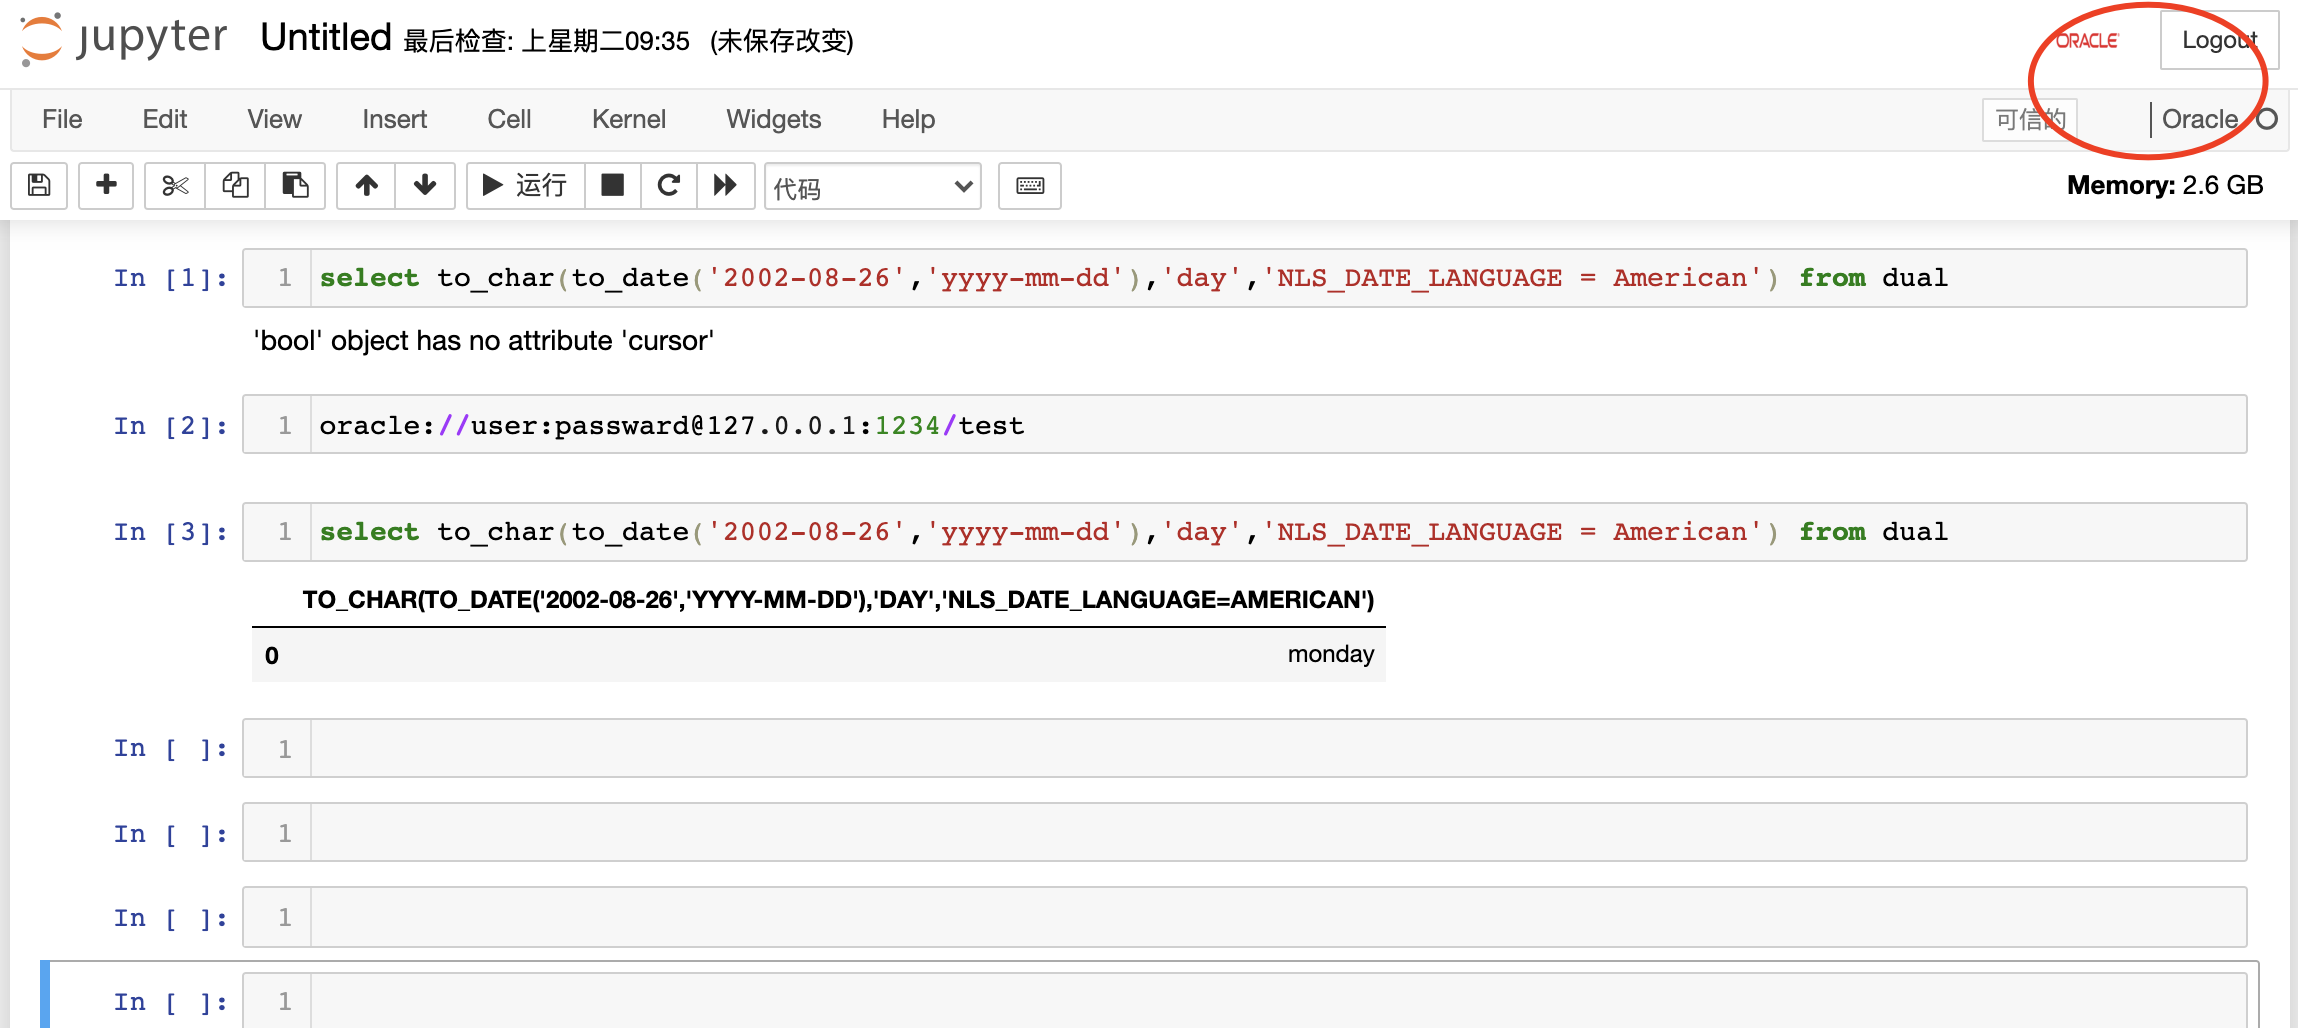 jupyter Untitled 最后检查: 上星期二09:35 (未保存改变) ORACLE Logout
File Edit View Insert Cell Kernel Widgets Help 可信的 Oracle
运行 代码 Memory: 2.6 GB
In [1]: 1 select to_char(to_date('2002-08-26','yyyy-mm-dd'),'day','NLS_DATE_LANGUAGE = American') from dual
'bool' object has no attribute 'cursor'
In [2]: 1 oracle://user:passward@127.0.0.1:1234/test
In [3]: 1 select to_char(to_date('2002-08-26','yyyy-mm-dd'),'day','NLS_DATE_LANGUAGE = American') from dual
TO_CHAR(TO_DATE('2002-08-26','YYYY-MM-DD'),'DAY','NLS_DATE_LANGUAGE=AMERICAN')
0 monday
In [ ]: 1
In [ ]: 1
In [ ]: 1
In [ ]: 1